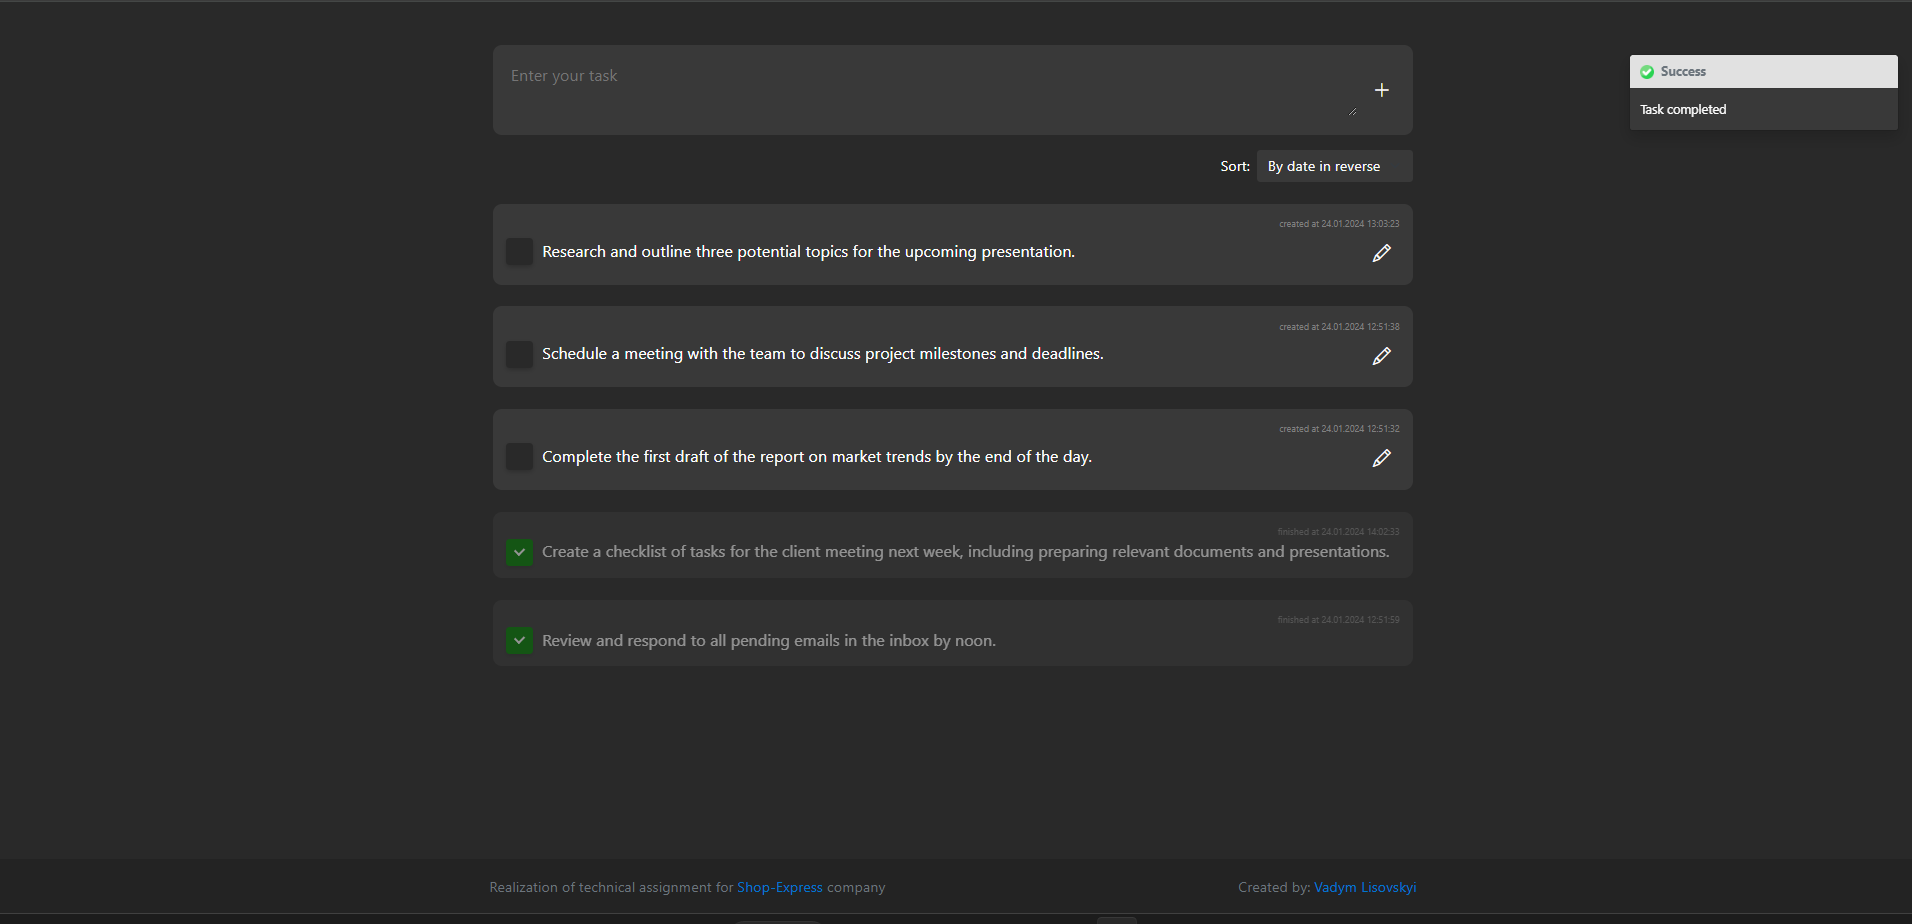 Enter your task
Success
Task completed
Sort: By date in reverse
created at 24.01.2024 13:03:23
Research and outline three potential topics for the upcoming presentation.
created at 24.01.2024 12:51:38
Schedule a meeting with the team to discuss project milestones and deadlines.
created at 24.01.2024 12:51:32
Complete the first draft of the report on market trends by the end of the day.
finished at 24.01.2024 14:02:33
Create a checklist of tasks for the client meeting next week, including preparing relevant documents and presentations.
finished at 24.01.2024 12:51:59
Review and respond to all pending emails in the inbox by noon.
Realization of technical assignment for Shop-Express company
Created by: Vadym Lisovskyi